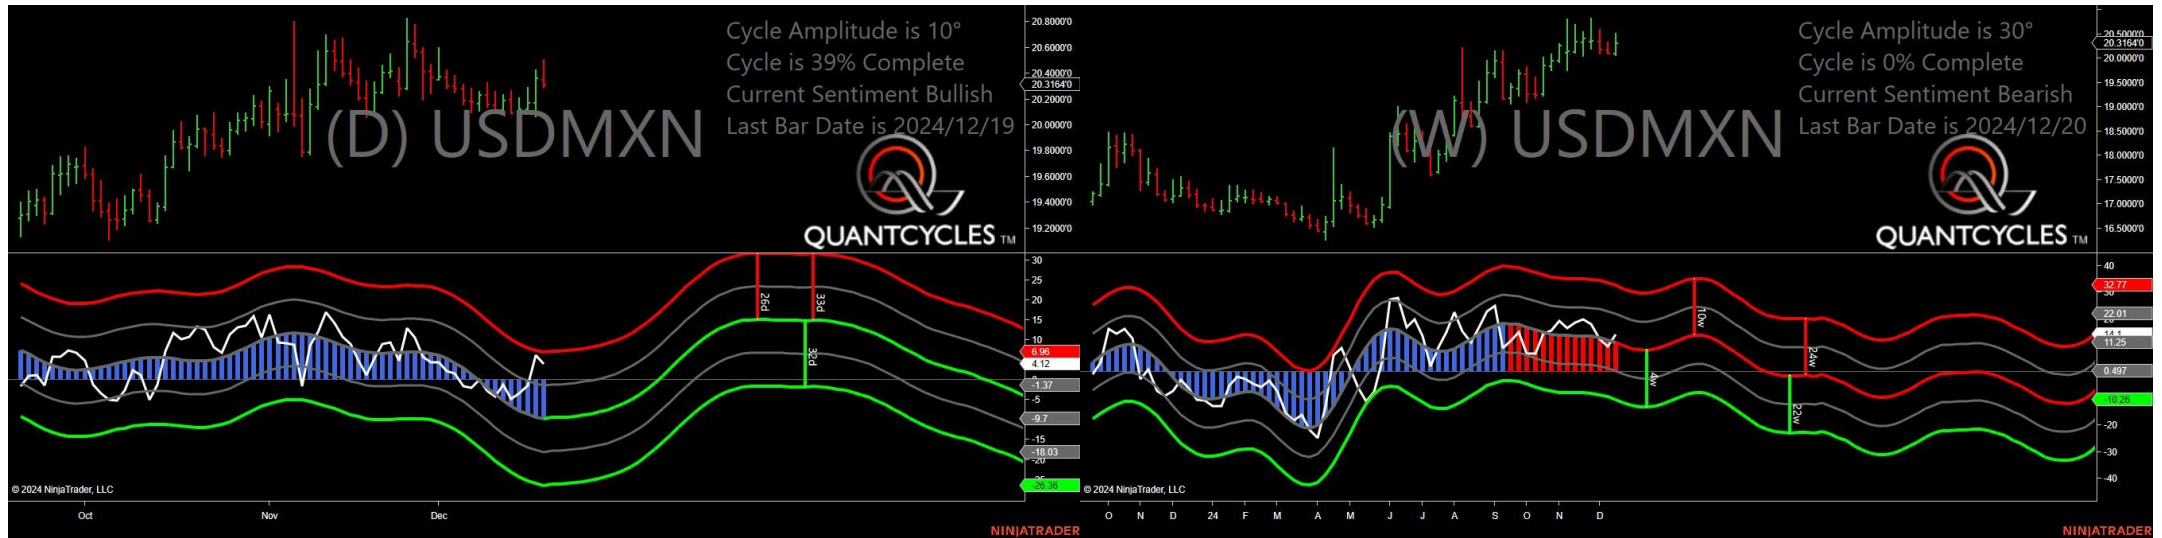 Cycle Amplitude is 10°
Cycle is 39% Complete
Current Sentiment Bullish
Last Bar Date is 2024/12/19
(D) USDMXN
QUANTCYCLES TM
20.8000'0
20.6000'0
20.4000'0
20.3164'0
20.2000'0
20.0000'0
19.8000'0
19.6000'0
19.4000'0
19.2000'0
26d
33d
32d
30
25
20
15
10
6.96
4.12
-1.37
-5
-9.7
-15
-18.03
-20
-26.36
© 2024 NinjaTrader, LLC
Oct Nov Dec
NINJATRADER
Cycle Amplitude is 30°
Cycle is 0% Complete
Current Sentiment Bearish
Last Bar Date is 2024/12/20
(W) USDMXN
QUANTCYCLES TM
20.5000'0
20.3164'0
20.0000'0
19.5000'0
19.0000'0
18.5000'0
18.0000'0
17.5000'0
17.0000'0
16.5000'0
10w
24w
4w
22w
40
32.77
30
22.01
14.1
11.25
0.497
-10.26
-20
-30
-40
© 2024 NinjaTrader, LLC
O N D 24 F M A M J J A S O N D
NINJATRADER